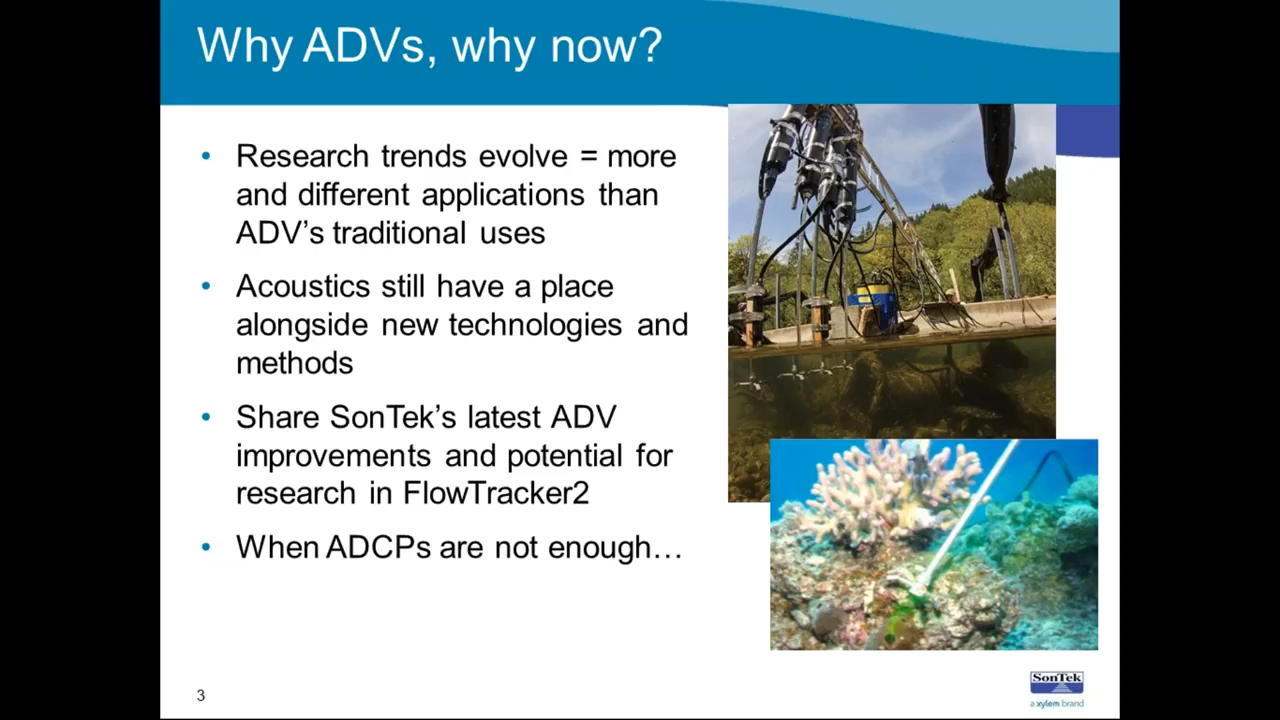 Why ADVs, why now?
• Research trends evolve = more
and different applications than
ADV’s traditional uses
• Acoustics still have a place
alongside new technologies and
methods
• Share SonTek’s latest ADV
improvements and potential for
research in FlowTracker2
• When ADCPs are not enough…
3
SonTek
a xylem brand